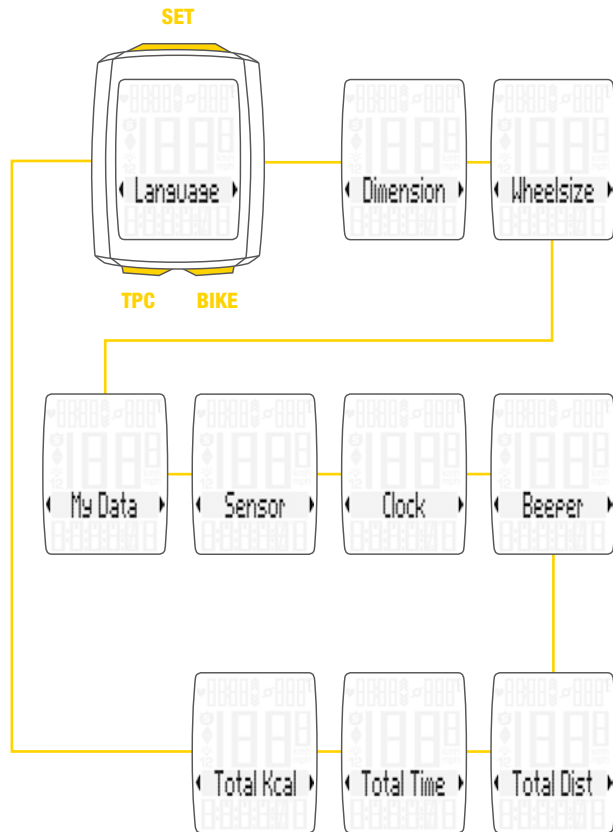 SET
Language
Dimension
Wheelsize
TPC
BIKE
My Data
Sensor
Clock
Beeper
Total Kcal
Total Time
Total Dist